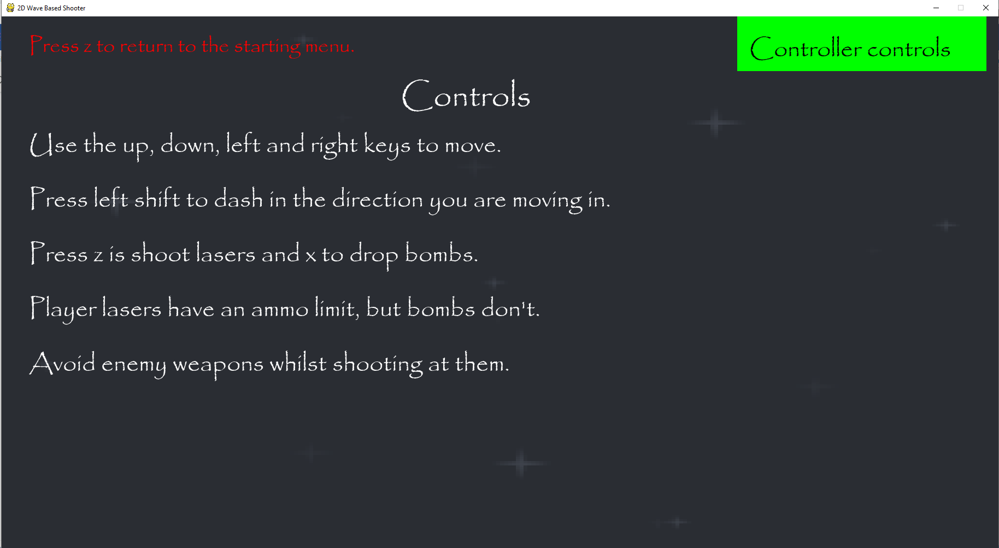 2D Wave Based Shooter
Press z to return to the starting menu.
Controller controls
Controls
Use the up, down, left and right keys to move.
Press left shift to dash in the direction you are moving in.
Press z is shoot lasers and x to drop bombs.
Player lasers have an ammo limit, but bombs don't.
Avoid enemy weapons whilst shooting at them.